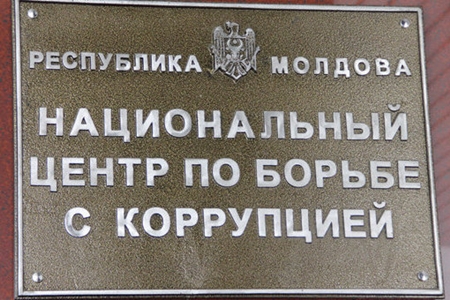 РЕСПУБЛИКА МОЛДОВА
НАЦИОНАЛЬНЫЙ
ЦЕНТР ПО БОРЬБЕ
С КОРРУПЦИЕЙ